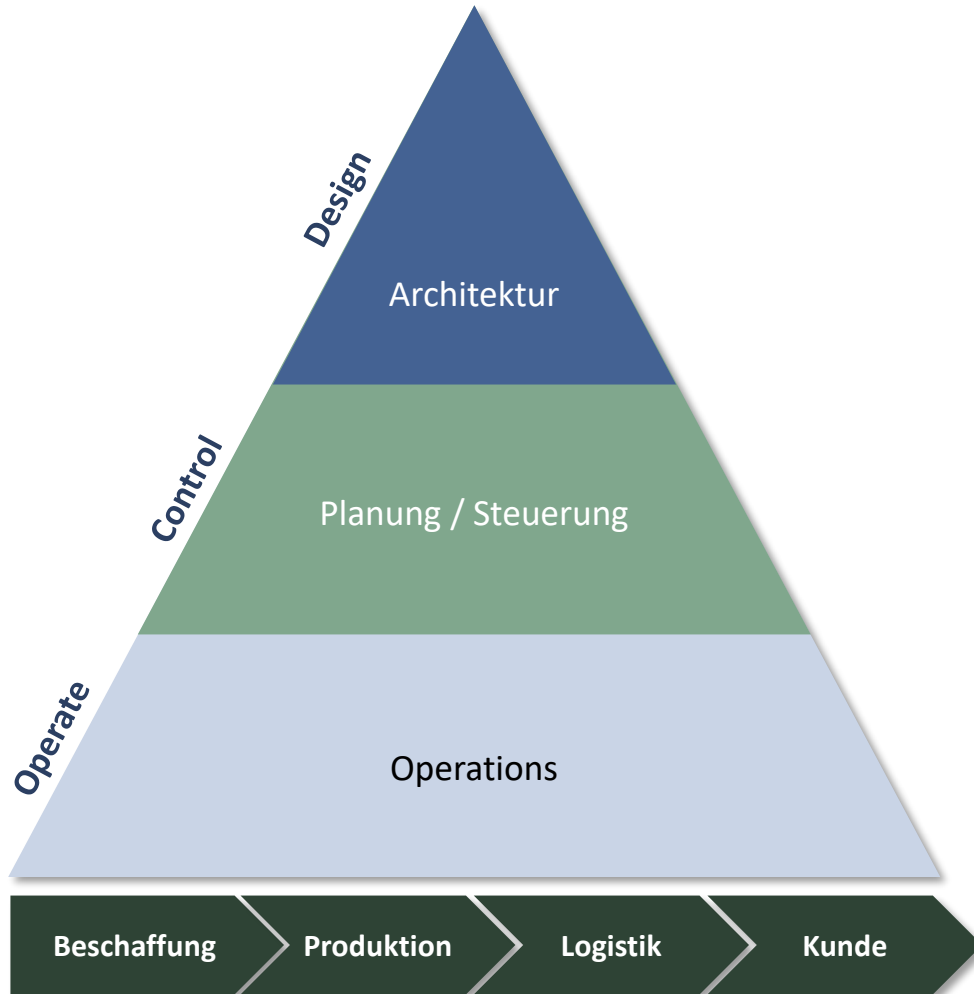 Design
Architektur
Control
Planung / Steuerung
Operate
Operations
Beschaffung
Produktion
Logistik
Kunde